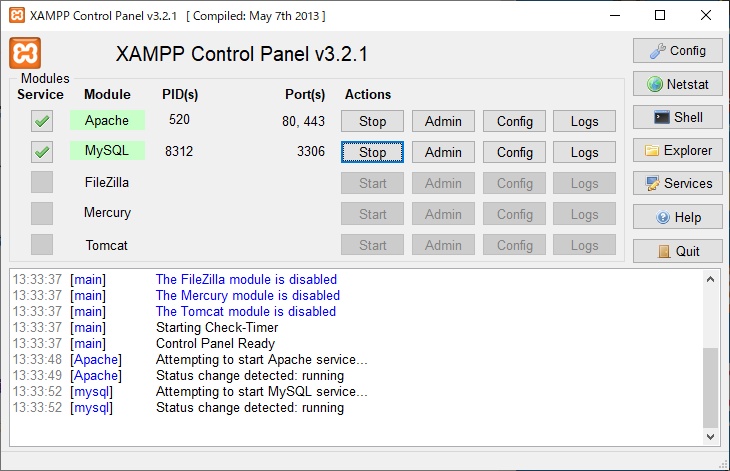 XAMPP Control Panel v3.2.1 [ Compiled: May 7th 2013 ]
XAMPP Control Panel v3.2.1
Config
Modules
Service Module PID(s) Port(s) Actions
Netstat
Apache 520 80, 443 Stop Admin Config Logs
Shell
MySQL 8312 3306 Stop Admin Config Logs
Explorer
FileZilla Start Admin Config Logs
Services
Mercury Start Admin Config Logs
Help
Tomcat Start Admin Config Logs
Quit
13:33:37 [main] The FileZilla module is disabled
13:33:37 [main] The Mercury module is disabled
13:33:37 [main] The Tomcat module is disabled
13:33:37 [main] Starting Check-Timer
13:33:37 [main] Control Panel Ready
13:33:48 [Apache] Attempting to start Apache service...
13:33:49 [Apache] Status change detected: running
13:33:52 [mysql] Attempting to start MySQL service...
13:33:52 [mysql] Status change detected: running